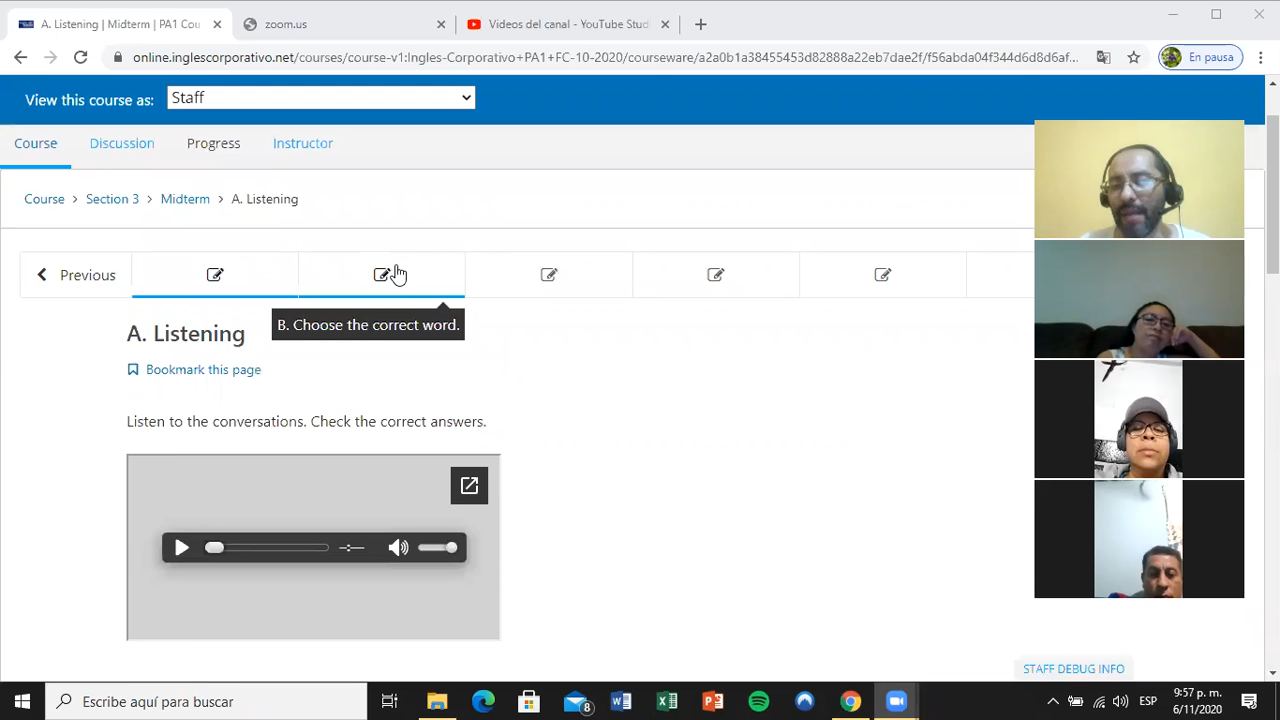 A. Listening | Midterm | PA1 Cou
zoom.us
Videos del canal - YouTube Stud
online.inglescorporativo.net/courses/course-v1:Ingles-Corporativo+PA1+FC-10-2020/courseware/a2a0b1a38455453d82888a22eb7dae2f/f56abda04f344d6d8d6af...
En pausa
View this course as:
Staff
Course
Discussion
Progress
Instructor
Course > Section 3 > Midterm > A. Listening
Previous
B. Choose the correct word.
A. Listening
Bookmark this page
Listen to the conversations. Check the correct answers.
STAFF DEBUG INFO
Escribe aquí para buscar
8
ESP
9:57 p. m.
6/11/2020